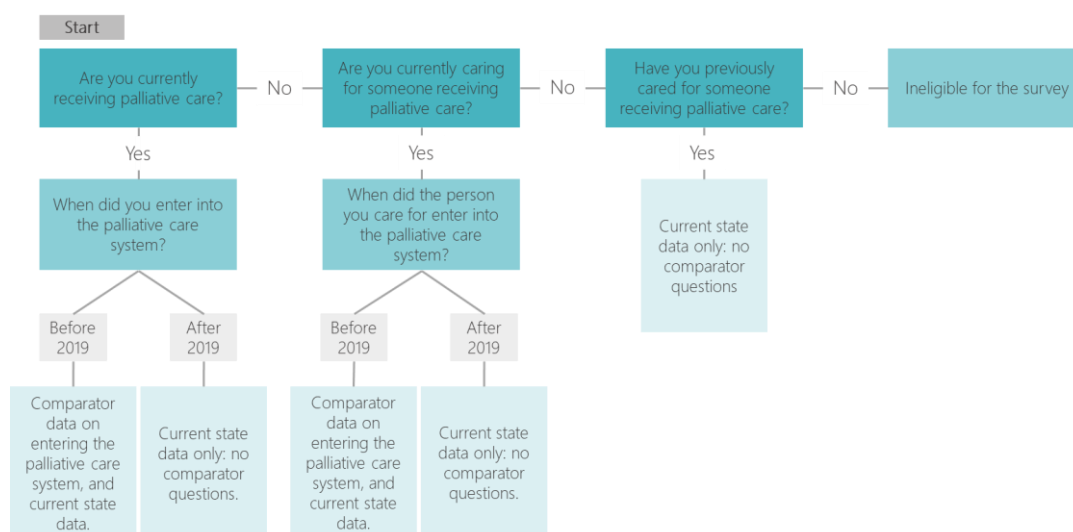 Start
Are you currently
receiving palliative care?
No
Are you currently caring
for someone receiving
palliative care?
No
Have you previously
cared for someone
receiving palliative care?
No
Ineligible for the survey
Yes
Yes
Yes
When did you enter into
the palliative care
system?
When did the person
you care for enter into
the palliative care
system?
Current state
data only: no
comparator
questions
Before
2019
After
2019
Before
2019
After
2019
Comparator
data on
entering the
palliative care
system, and
current state
data.
Current state
data only: no
comparator
questions.
Comparator
data on
entering the
palliative care
system, and
current state
data.
Current state
data only: no
comparator
questions.